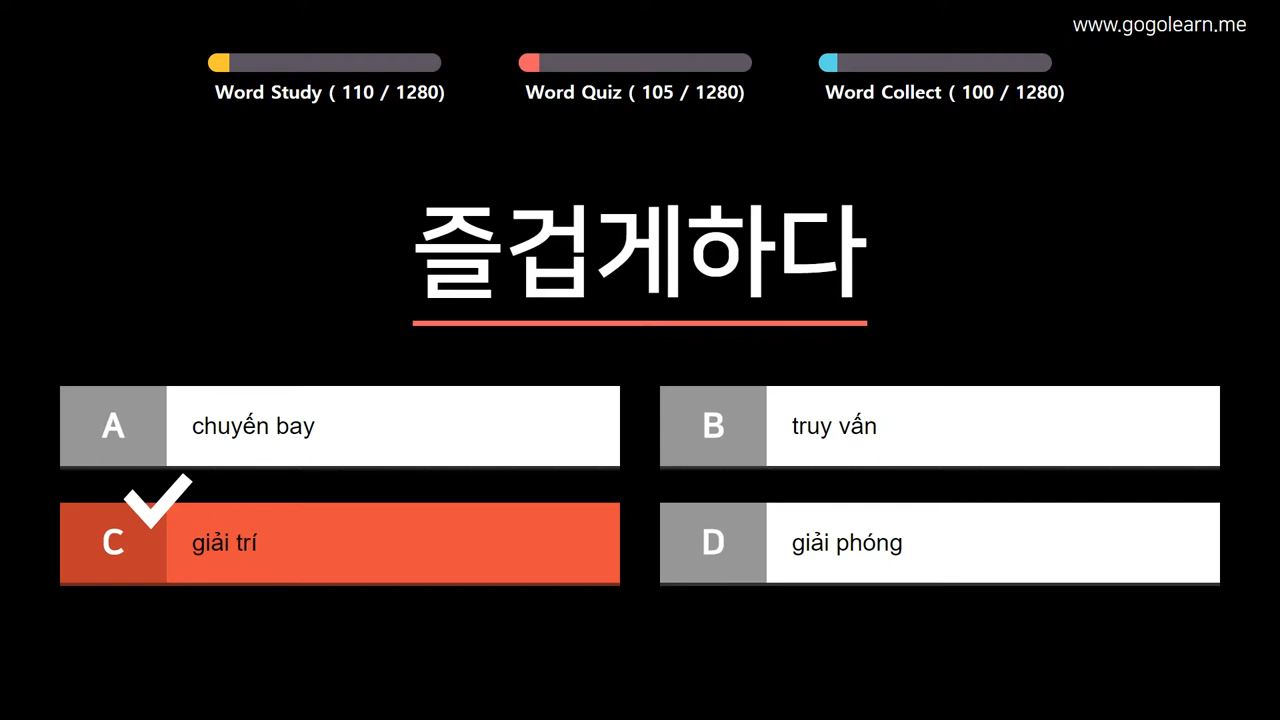 www.gogolearn.me
Word Study ( 110 / 1280)
Word Quiz ( 105 / 1280)
Word Collect ( 100 / 1280)
즐겁게하다
A
chuyến bay
B
truy vấn
C
giải trí
D
giải phóng